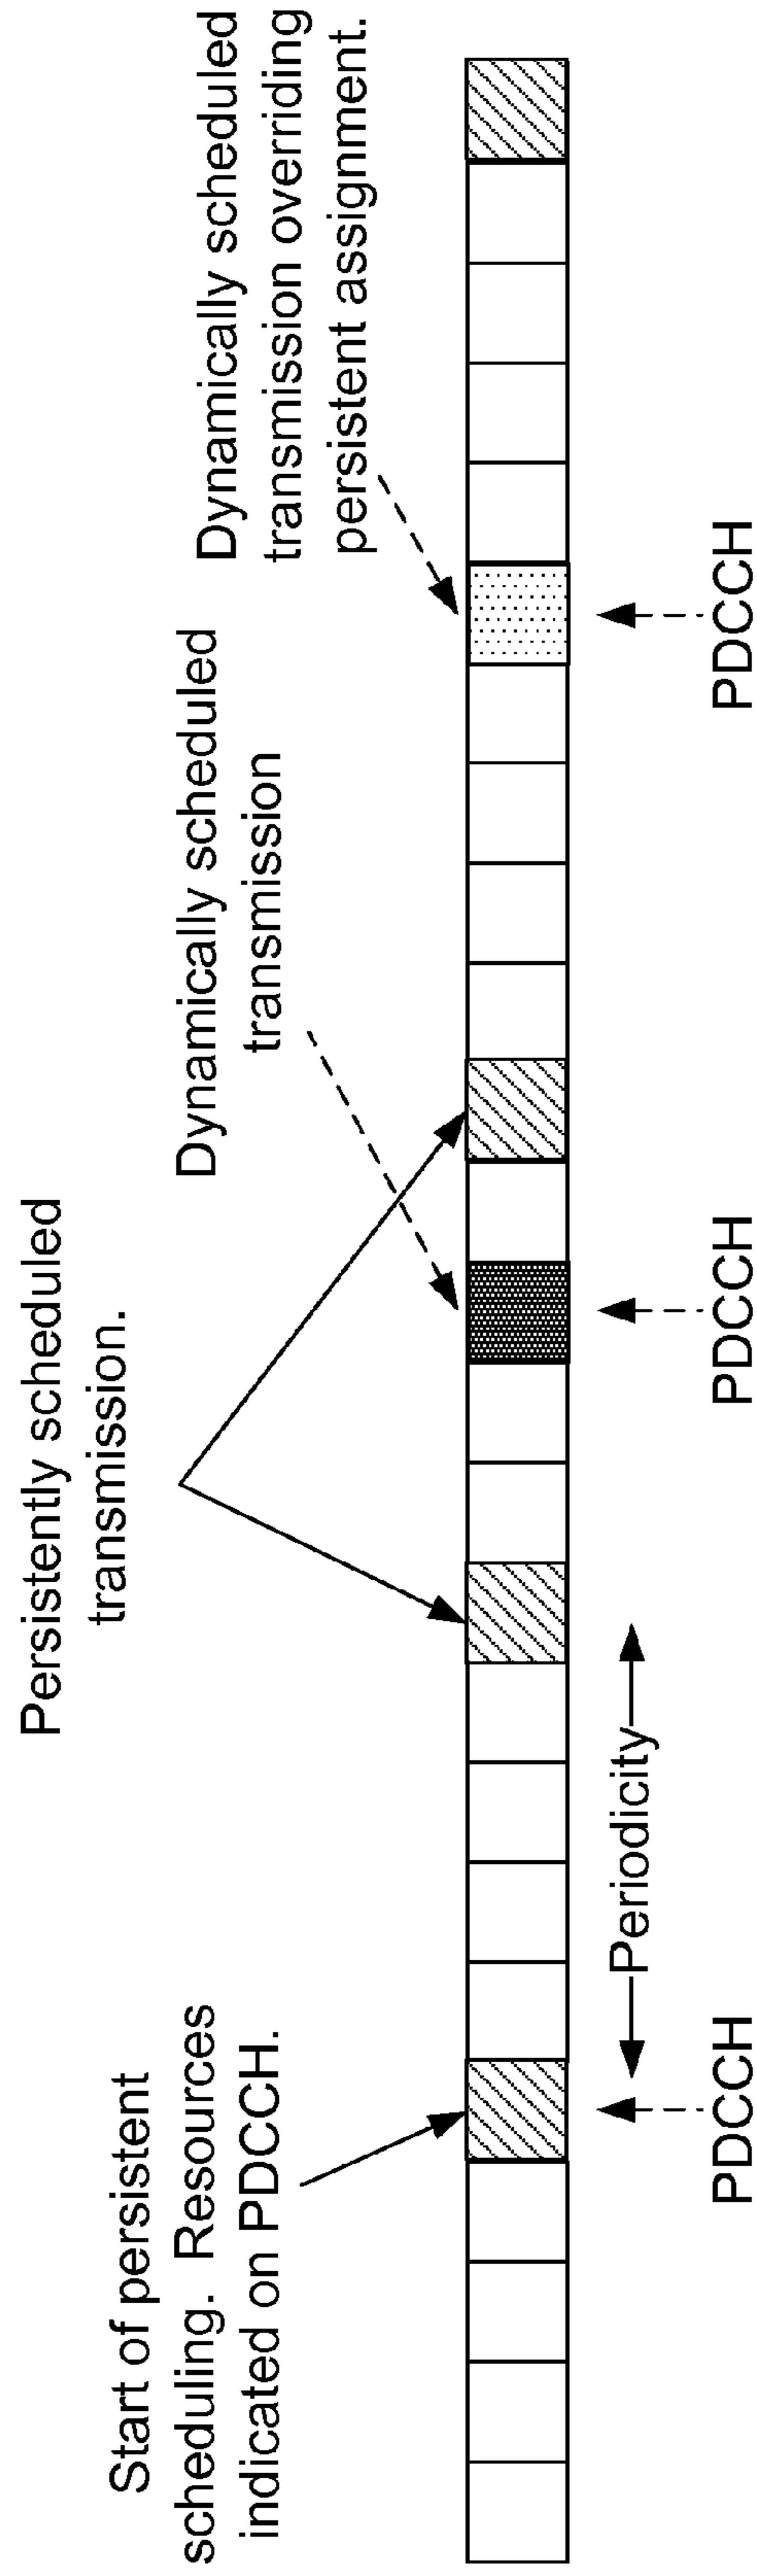 Start of persistent
scheduling. Resources
indicated on PDCCH.
Persistently scheduled
transmission.
Dynamically scheduled
transmission
Dynamically scheduled
transmission overriding
persistent assignment.
Periodicity
PDCCH
PDCCH
PDCCH